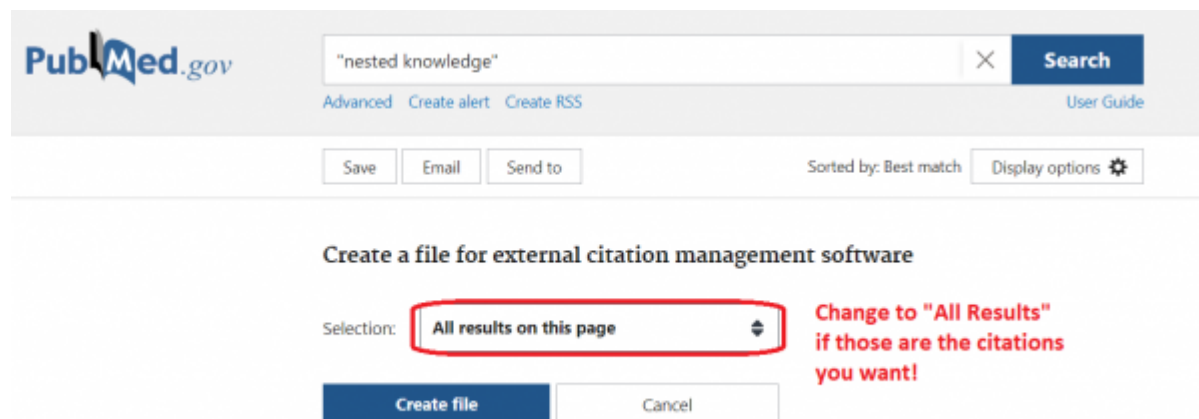 PubMed.gov
"nested knowledge"
Search
Advanced Create alert Create RSS
User Guide
Save Email Send to
Sorted by: Best match Display options
Create a file for external citation management software
Selection: All results on this page
Change to "All Results"
if those are the citations
you want!
Create file Cancel